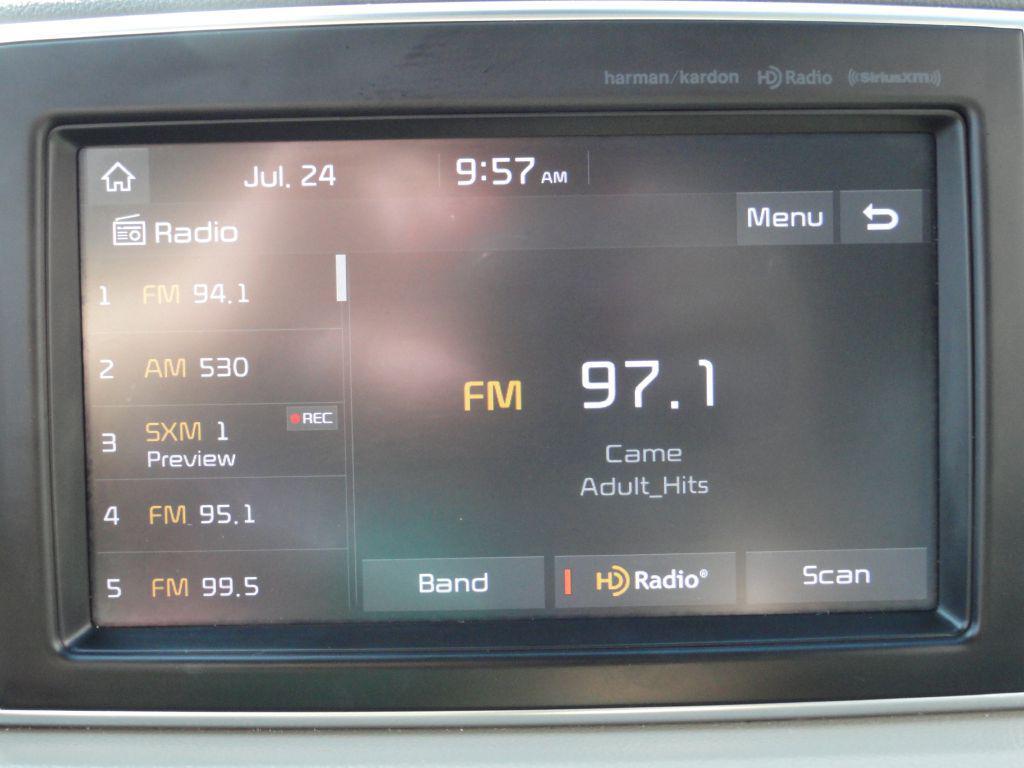 harman/kardon HD Radio SiriusXM
Jul. 24 9:57 AM
Radio
Menu
1 FM 94.1
2 AM 530
3 SXM 1 REC
Preview
4 FM 95.1
5 FM 99.5
FM 97.1
Came
Adult_Hits
Band
HD Radio®
Scan